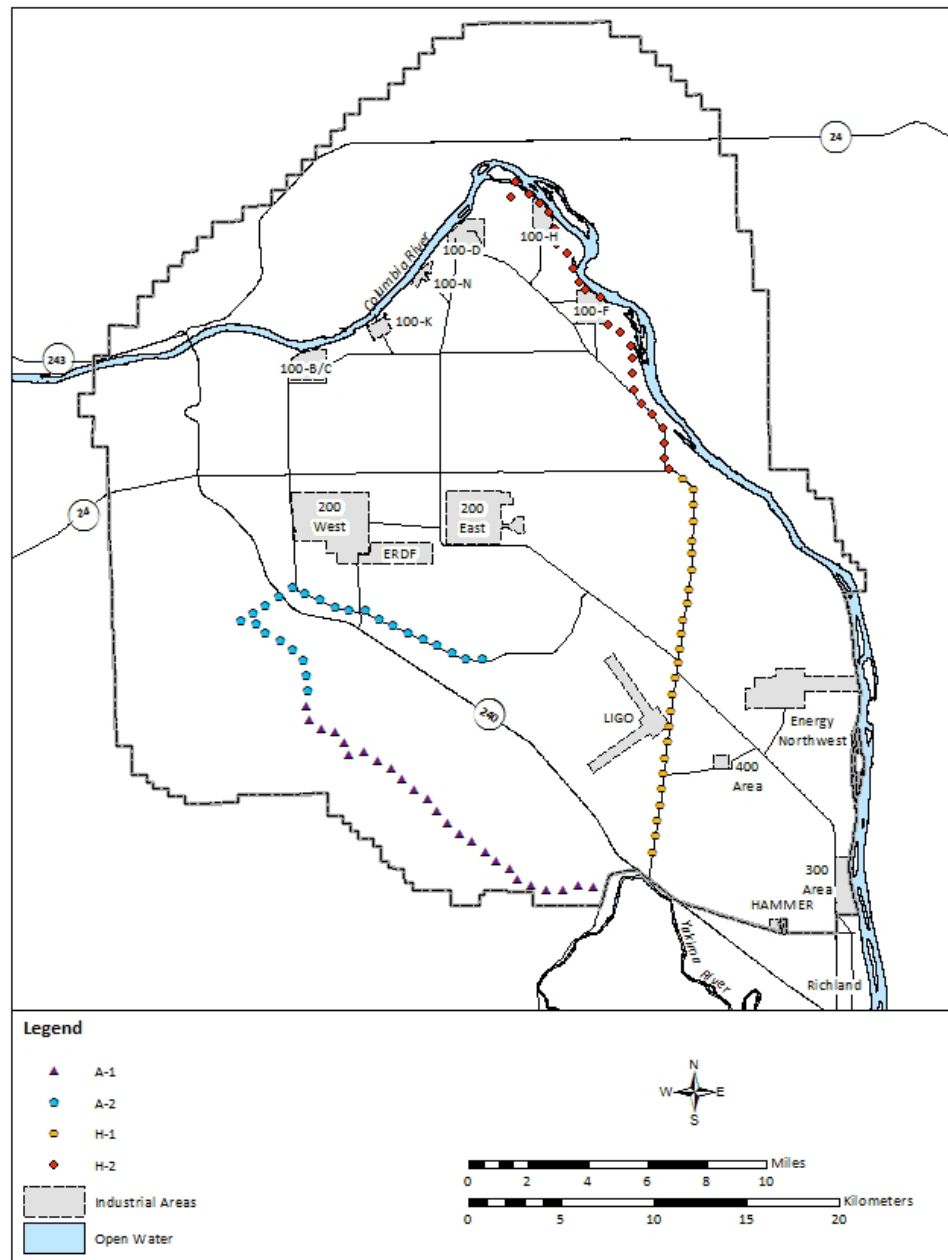 24
Columbia River
100-H
100-D
100-N
100-K
100-F
243
100-B/C
24
200
West
200
East
ERDF
240
LIGO
Energy
Northwest
400
Area
300
Area
HAMMER
Yakima
River
Richland
Legend
A-1
A-2
H-1
H-2
Industrial Areas
Open Water
N
W
E
S
Miles
0
2
4
6
8
10
Kilometers
0
5
10
15
20